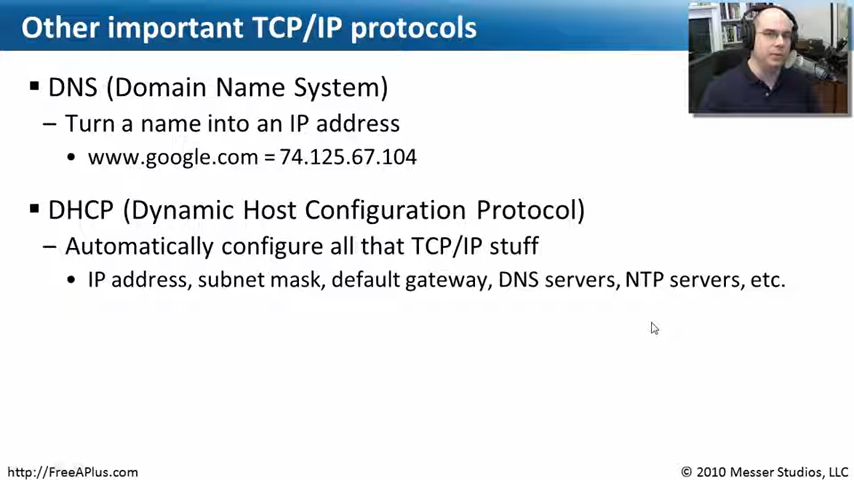 Other important TCP/IP protocols
▪ DNS (Domain Name System)
– Turn a name into an IP address
• www.google.com = 74.125.67.104
▪ DHCP (Dynamic Host Configuration Protocol)
– Automatically configure all that TCP/IP stuff
• IP address, subnet mask, default gateway, DNS servers, NTP servers, etc.
http://FreeAPlus.com
© 2010 Messer Studios, LLC